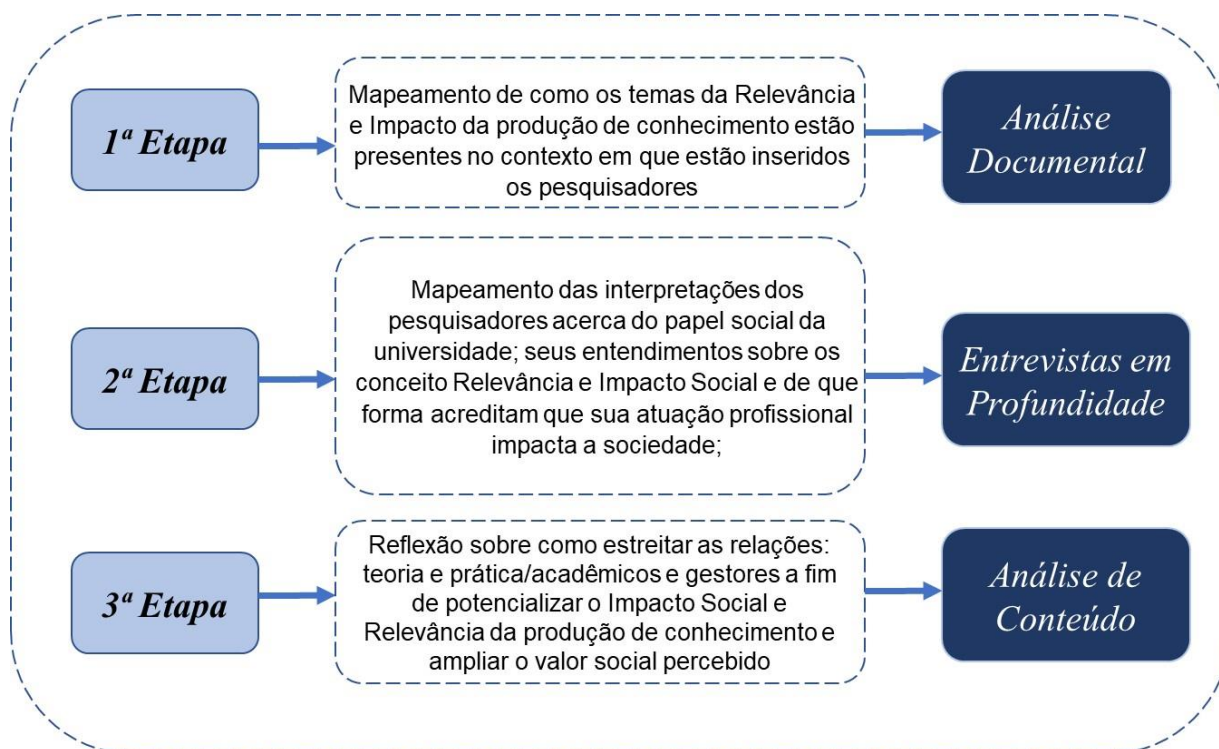 1ª Etapa
Mapeamento de como os temas da Relevância
e Impacto da produção de conhecimento estão
presentes no contexto em que estão inseridos
os pesquisadores
Análise
Documental
2ª Etapa
Mapeamento das interpretações dos
pesquisadores acerca do papel social da
universidade; seus entendimentos sobre os
conceito Relevância e Impacto Social e de que
forma acreditam que sua atuação profissional
impacta a sociedade;
Entrevistas em
Profundidade
3ª Etapa
Reflexão sobre como estreitar as relações:
teoria e prática/acadêmicos e gestores a fim
de potencializar o Impacto Social e
Relevância da produção de conhecimento e
ampliar o valor social percebido
Análise de
Conteúdo